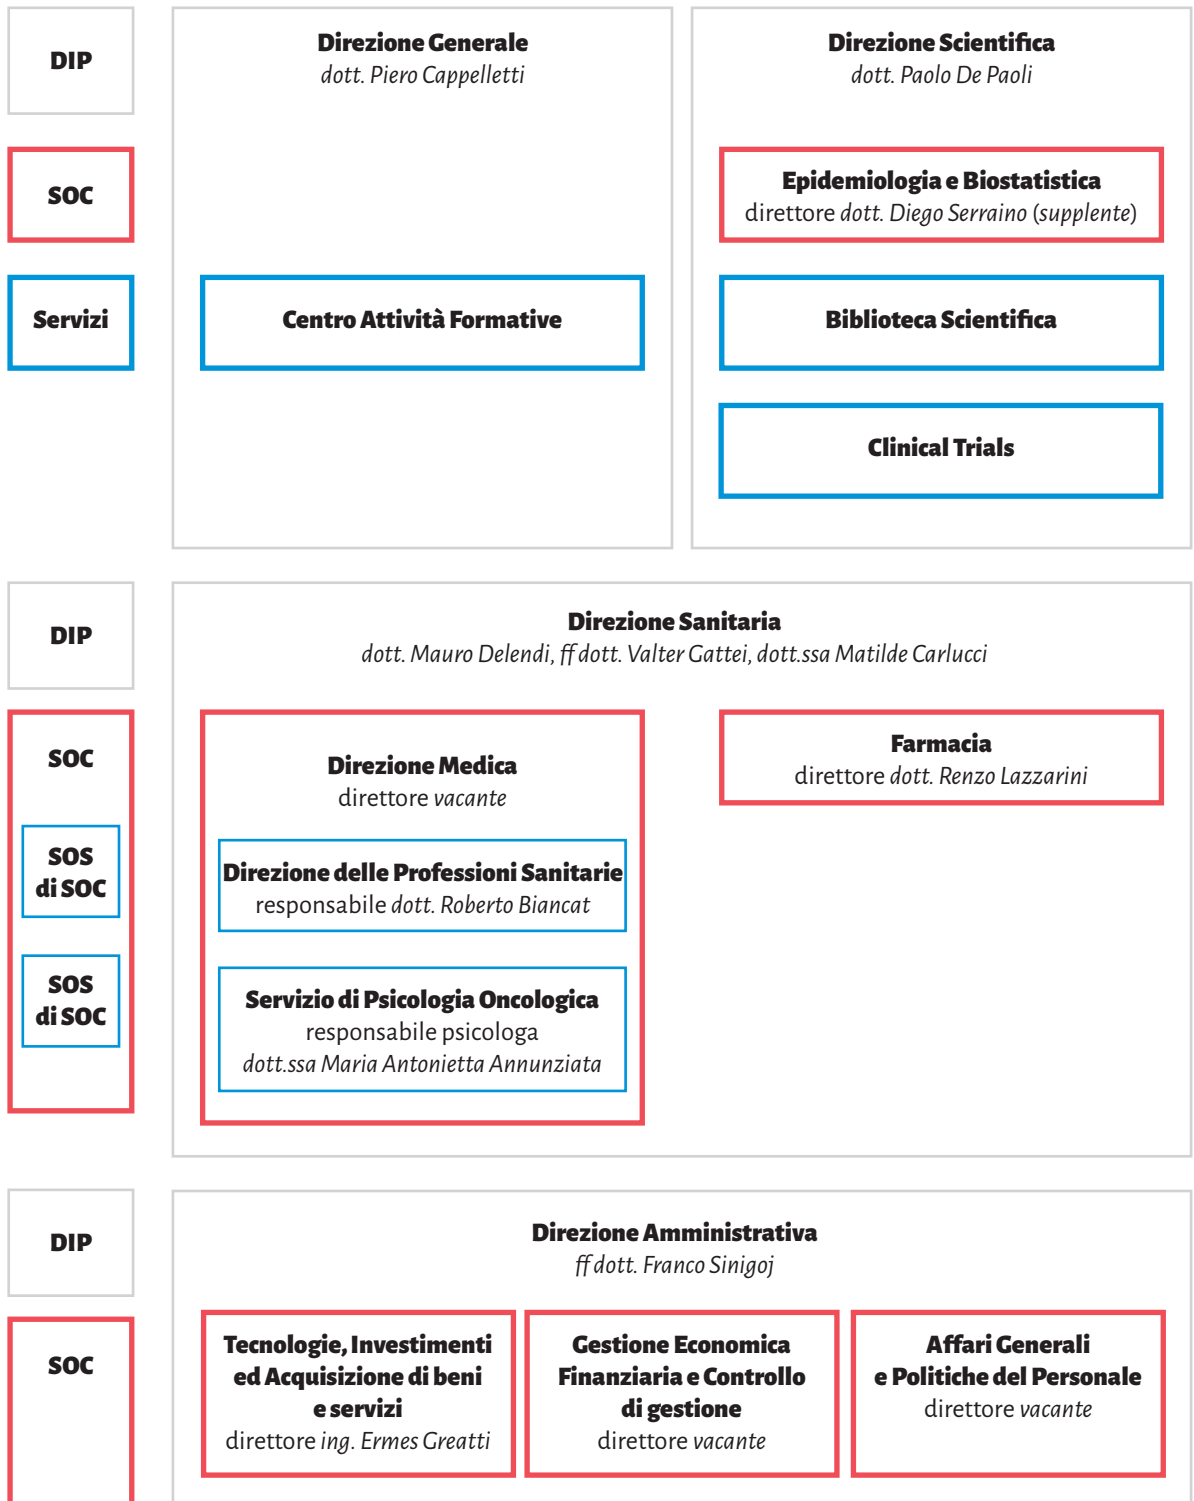 DIP
Direzione Generale
dott. Piero Cappelletti
Direzione Scientifica
dott. Paolo De Paoli
SOC
Epidemiologia e Biostatistica
direttore dott. Diego Serraino (supplente)
Servizi
Centro Attività Formative
Biblioteca Scientifica
Clinical Trials
DIP
Direzione Sanitaria
dott. Mauro Delendi, ff dott. Valter Gattei, dott.ssa Matilde Carlucci
SOC
Direzione Medica
direttore vacante
Farmacia
direttore dott. Renzo Lazzarini
SOS
di SOC
Direzione delle Professioni Sanitarie
responsabile dott. Roberto Biancat
SOS
di SOC
Servizio di Psicologia Oncologica
responsabile psicologa
dott.ssa Maria Antonietta Annunziata
DIP
Direzione Amministrativa
ff dott. Franco Sinigoj
SOC
Tecnologie, Investimenti
ed Acquisizione di beni
e servizi
direttore ing. Ermes Greatti
Gestione Economica
Finanziaria e Controllo
di gestione
direttore vacante
Affari Generali
e Politiche del Personale
direttore vacante